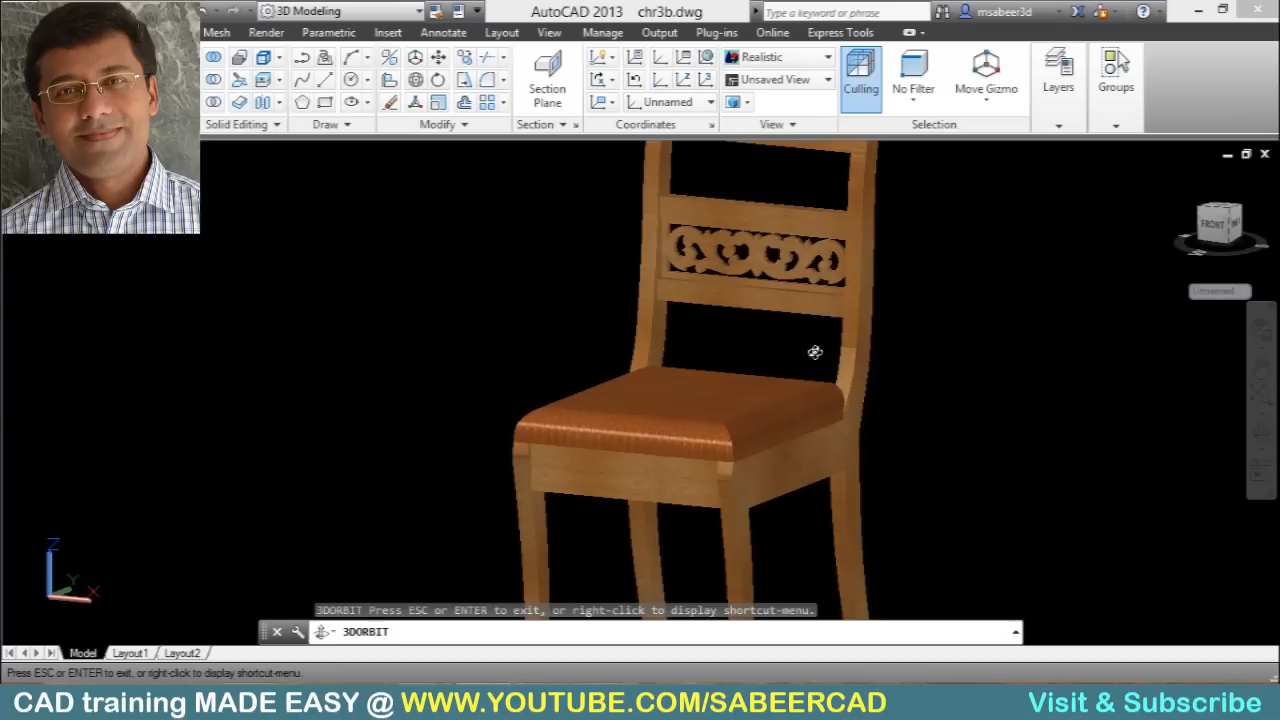 3D Modeling
AutoCAD 2013 chr3b.dwg
Type a keyword or phrase
msabeer3d
Mesh Render Parametric Insert Annotate Layout View Manage Output Plug-ins Online Express Tools
Realistic
Unsaved View
Unnamed
Section Plane
Culling
No Filter
Move Gizmo
Layers
Groups
Solid Editing Draw Modify Section Coordinates View Selection
FRONT
Unnamed
Z
Y
X
3DORBIT Press ESC or ENTER to exit, or right-click to display shortcut-menu.
3DORBIT
Model Layout1 Layout2
Press ESC or ENTER to exit, or right-click to display shortcut-menu.
CAD training MADE EASY @ WWW.YOUTUBE.COM/SABEERCAD Visit & Subscribe